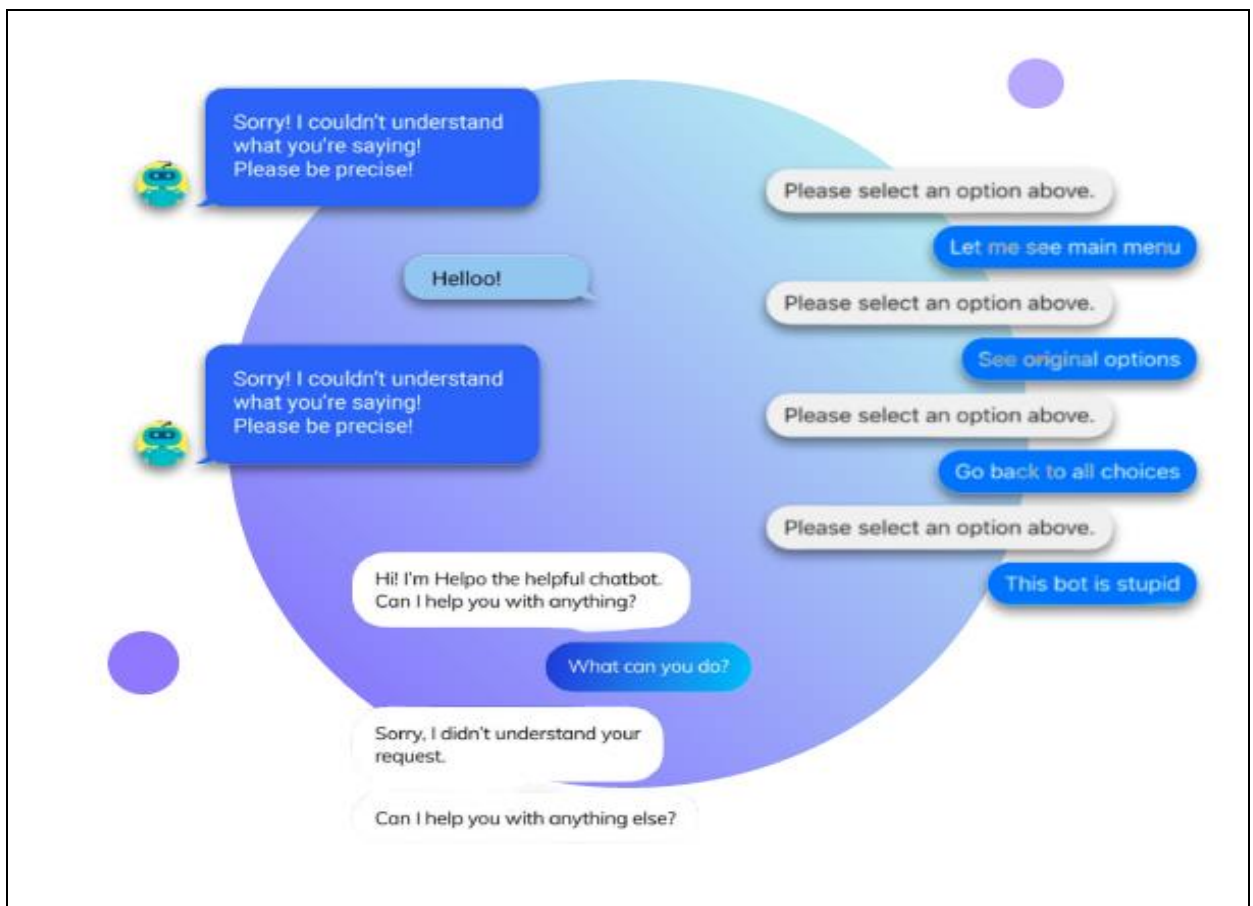 Sorry! I couldn't understand
what you're saying!
Please be precise!
Helloo!
Sorry! I couldn't understand
what you're saying!
Please be precise!
Please select an option above.
Let me see main menu
Please select an option above.
See original options
Please select an option above.
Go back to all choices
Please select an option above.
This bot is stupid
Hi! I'm Helpo the helpful chatbot.
Can I help you with anything?
What can you do?
Sorry, I didn't understand your
request.
Can I help you with anything else?